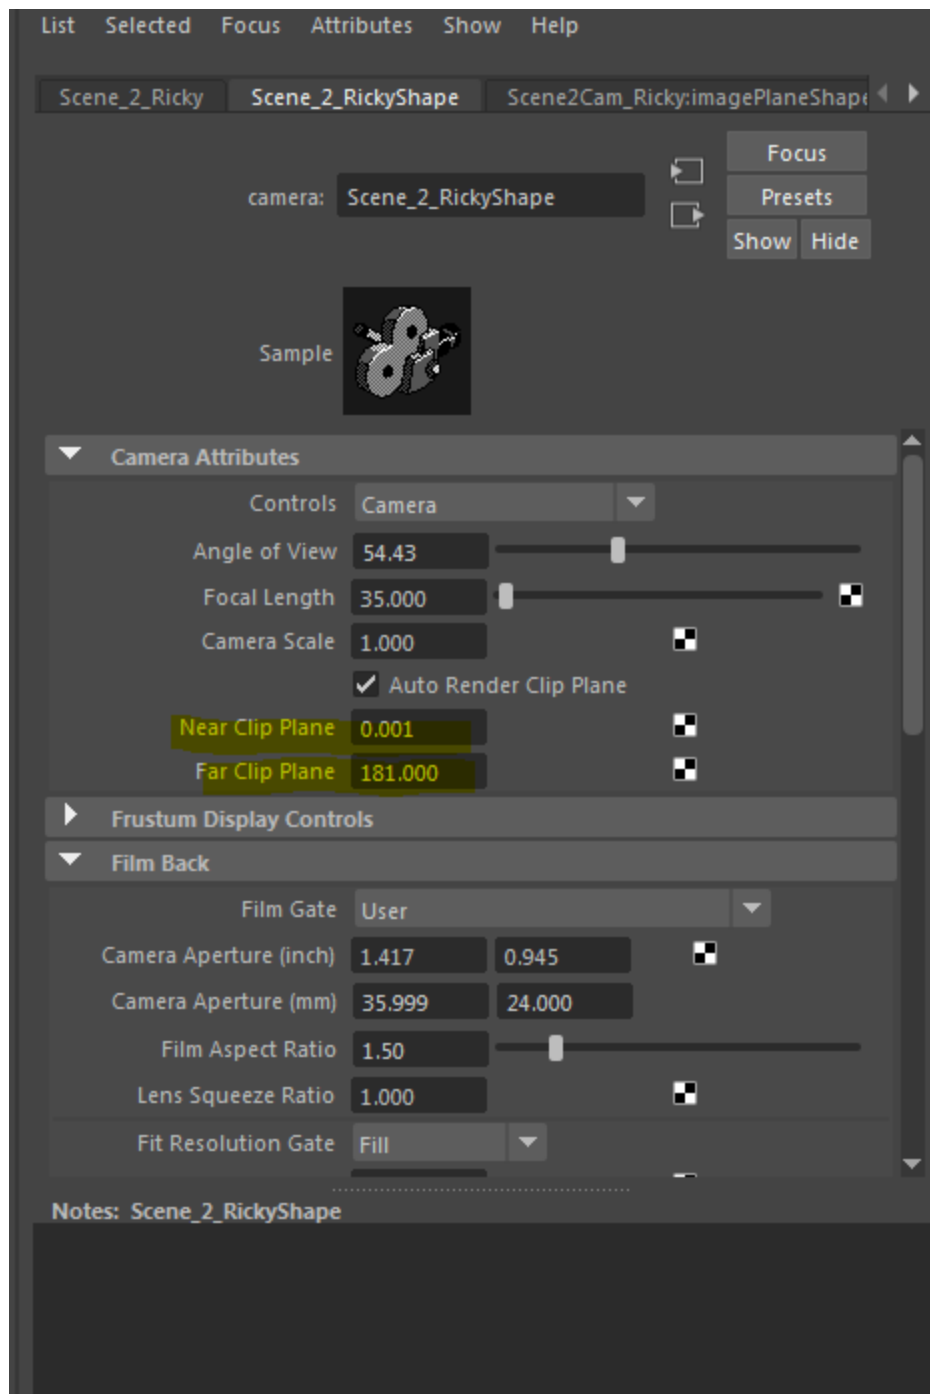 List Selected Focus Attributes Show Help
Scene_2_Ricky Scene_2_RickyShape Scene2Cam_Ricky:imagePlaneShape
Focus
camera: Scene_2_RickyShape Presets
Show Hide
Sample
Camera Attributes
Controls Camera
Angle of View 54.43
Focal Length 35.000
Camera Scale 1.000
Auto Render Clip Plane
Near Clip Plane 0.001
Far Clip Plane 181.000
Frustum Display Controls
Film Back
Film Gate User
Camera Aperture (inch) 1.417 0.945
Camera Aperture (mm) 35.999 24.000
Film Aspect Ratio 1.50
Lens Squeeze Ratio 1.000
Fit Resolution Gate Fill
Notes: Scene_2_RickyShape